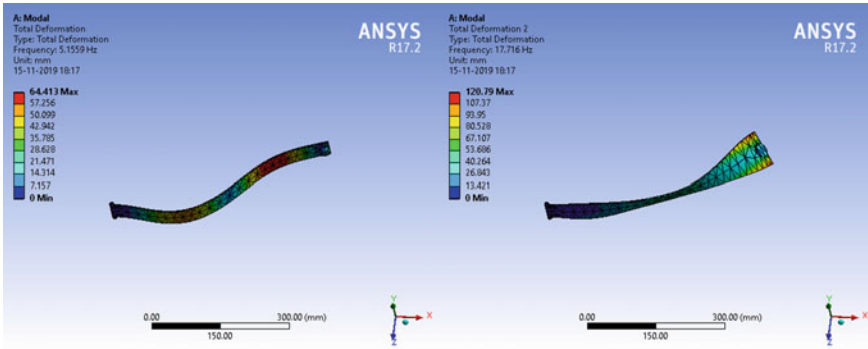 A: Modal
Total Deformation
Type: Total Deformation
Frequency: 5.1559 Hz
Unit: mm
15-11-2019 18:17
ANSYS
R17.2
64.413 Max
57.256
50.099
42.942
35.785
28.628
21.471
14.314
7.157
0 Min
0.00
300.00 (mm)
150.00
Y
X
Z
A: Modal
Total Deformation 2
Type: Total Deformation
Frequency: 17.716 Hz
Unit: mm
15-11-2019 18:17
ANSYS
R17.2
120.79 Max
107.37
93.95
80.528
67.107
53.686
40.264
26.843
13.421
0 Min
0.00
300.00 (mm)
150.00
Y
X
Z